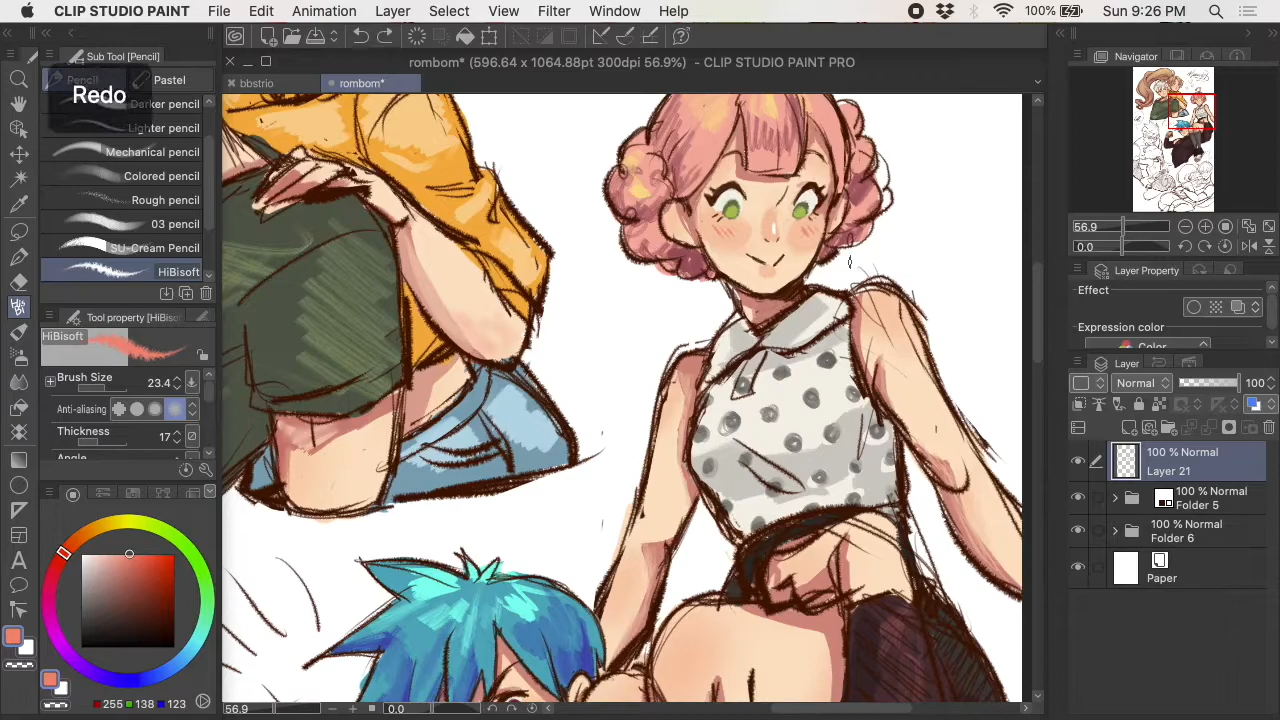 CLIP STUDIO PAINT File Edit Animation Layer Select View Filter Window Help 100% Sun 9:26 PM
Sub Tool [Pencil]
rombom* (596.64 x 1064.88pt 300dpi 56.9%) - CLIP STUDIO PAINT PRO
Navigator
Pencil Pastel
bbstrio rombom*
Redo
Darker pencil
Lighter pencil
Mechanical pencil
Colored pencil
Rough pencil
03 pencil
SU-Cream Pencil
HiBisoft
56.9
0.0
Layer Property
Effect
Expression color
Color
Tool property [HiBisof
HiBisoft
Brush Size 23.4
Anti-aliasing
Thickness 17
Angle
Layer
Normal 100
100 % Normal
Layer 21
100 % Normal
Folder 5
100 % Normal
Folder 6
Paper
255 138 123
56.9 0.0